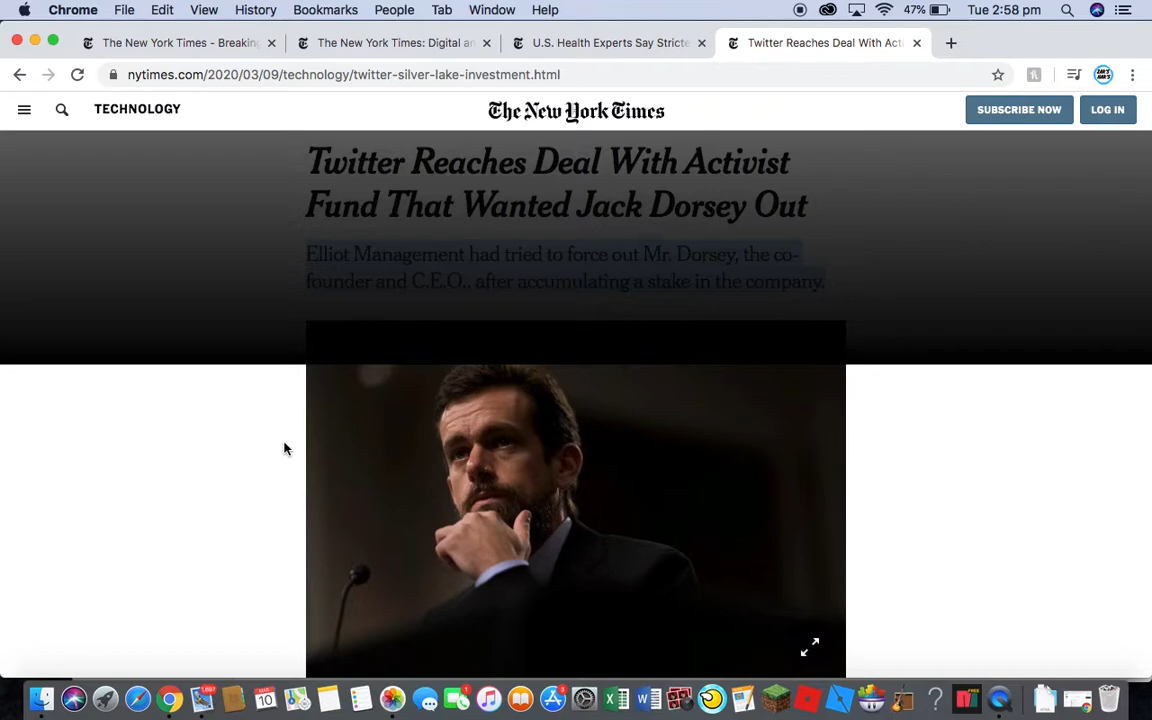 Chrome File Edit View History Bookmarks People Tab Window Help 47% Tue 2:58 pm
The New York Times - Breaking
The New York Times: Digital an
U.S. Health Experts Say Stricte
Twitter Reaches Deal With Acti
nytimes.com/2020/03/09/technology/twitter-silver-lake-investment.html
TECHNOLOGY
The New York Times
SUBSCRIBE NOW
LOG IN
Twitter Reaches Deal With Activist
Fund That Wanted Jack Dorsey Out
Elliot Management had tried to force out Mr. Dorsey, the co-
founder and C.E.O., after accumulating a stake in the company.